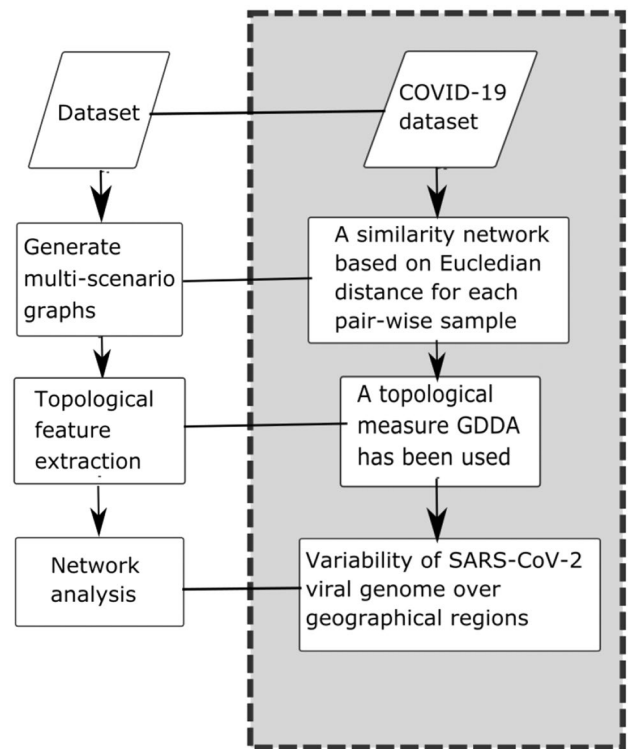 Dataset
COVID-19
dataset
Generate
multi-scenario
graphs
A similarity network
based on Eucledian
distance for each
pair-wise sample
Topological
feature
extraction
A topological
measure GDDA
has been used
Network
analysis
Variability of SARS-CoV-2
viral genome over
geographical regions